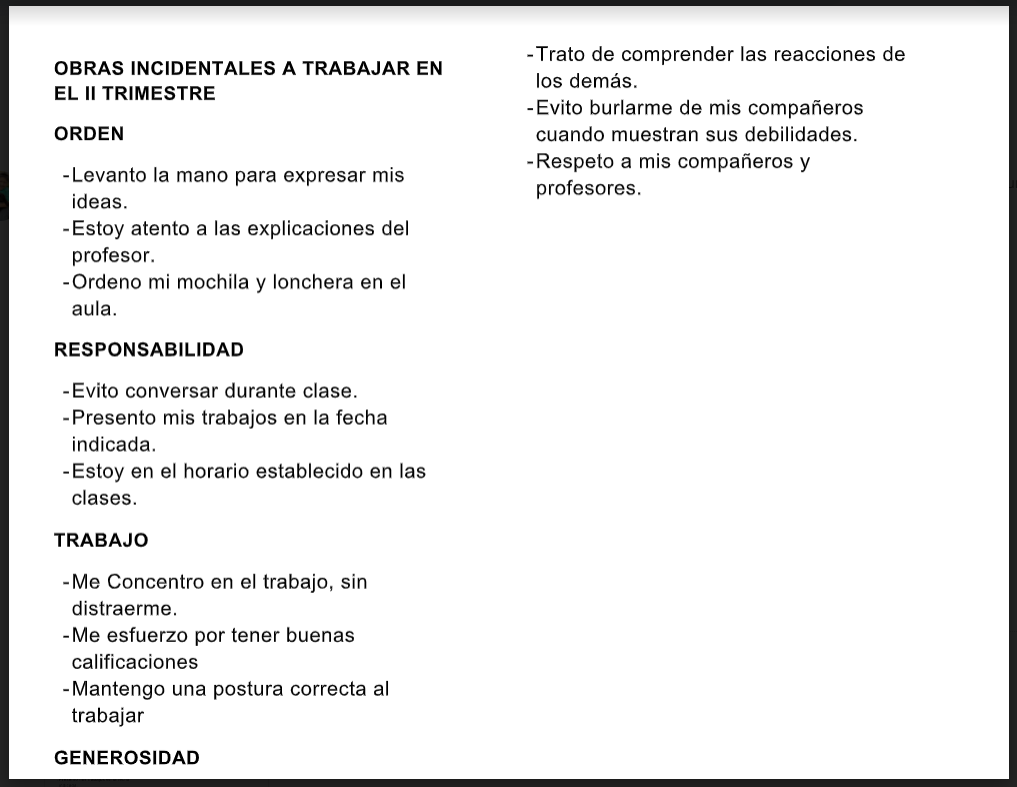 OBRAS INCIDENTALES A TRABAJAR EN
EL II TRIMESTRE
ORDEN
-Levanto la mano para expresar mis
ideas.
-Estoy atento a las explicaciones del
profesor.
-Ordeno mi mochila y lonchera en el
aula.
RESPONSABILIDAD
-Evito conversar durante clase.
-Presento mis trabajos en la fecha
indicada.
-Estoy en el horario establecido en las
clases.
TRABAJO
-Me Concentro en el trabajo, sin
distraerme.
-Me esfuerzo por tener buenas
calificaciones
-Mantengo una postura correcta al
trabajar
GENEROSIDAD
-Trato de comprender las reacciones de
los demás.
-Evito burlarme de mis compañeros
cuando muestran sus debilidades.
-Respeto a mis compañeros y
profesores.